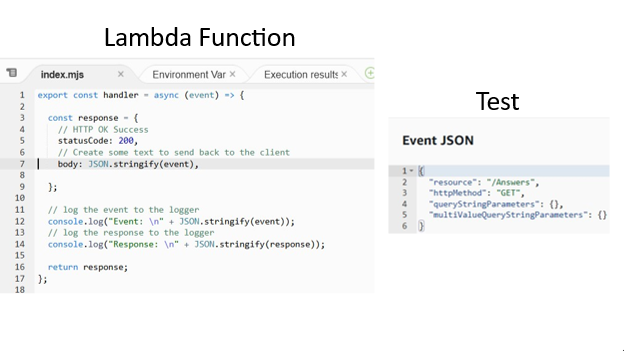 Lambda Function
index.mjs × Environment Var × Execution results ×
1 export const handler = async (event) => {
2
3 const response = {
4 // HTTP OK Success
5 statusCode: 200,
6 // Create some text to send back to the client
7 body: JSON.stringify(event),
8
9 };
10
11 // log the event to the logger
12 console.log("Event: \n" + JSON.stringify(event));
13 // log the response to the logger
14 console.log("Response: \n" + JSON.stringify(response));
15
16 return response;
17 };
18
Test
Event JSON
1 {
2 "resource": "/Answers",
3 "httpMethod": "GET",
4 "queryStringParameters": {},
5 "multiValueQueryStringParameters": {}
6 }